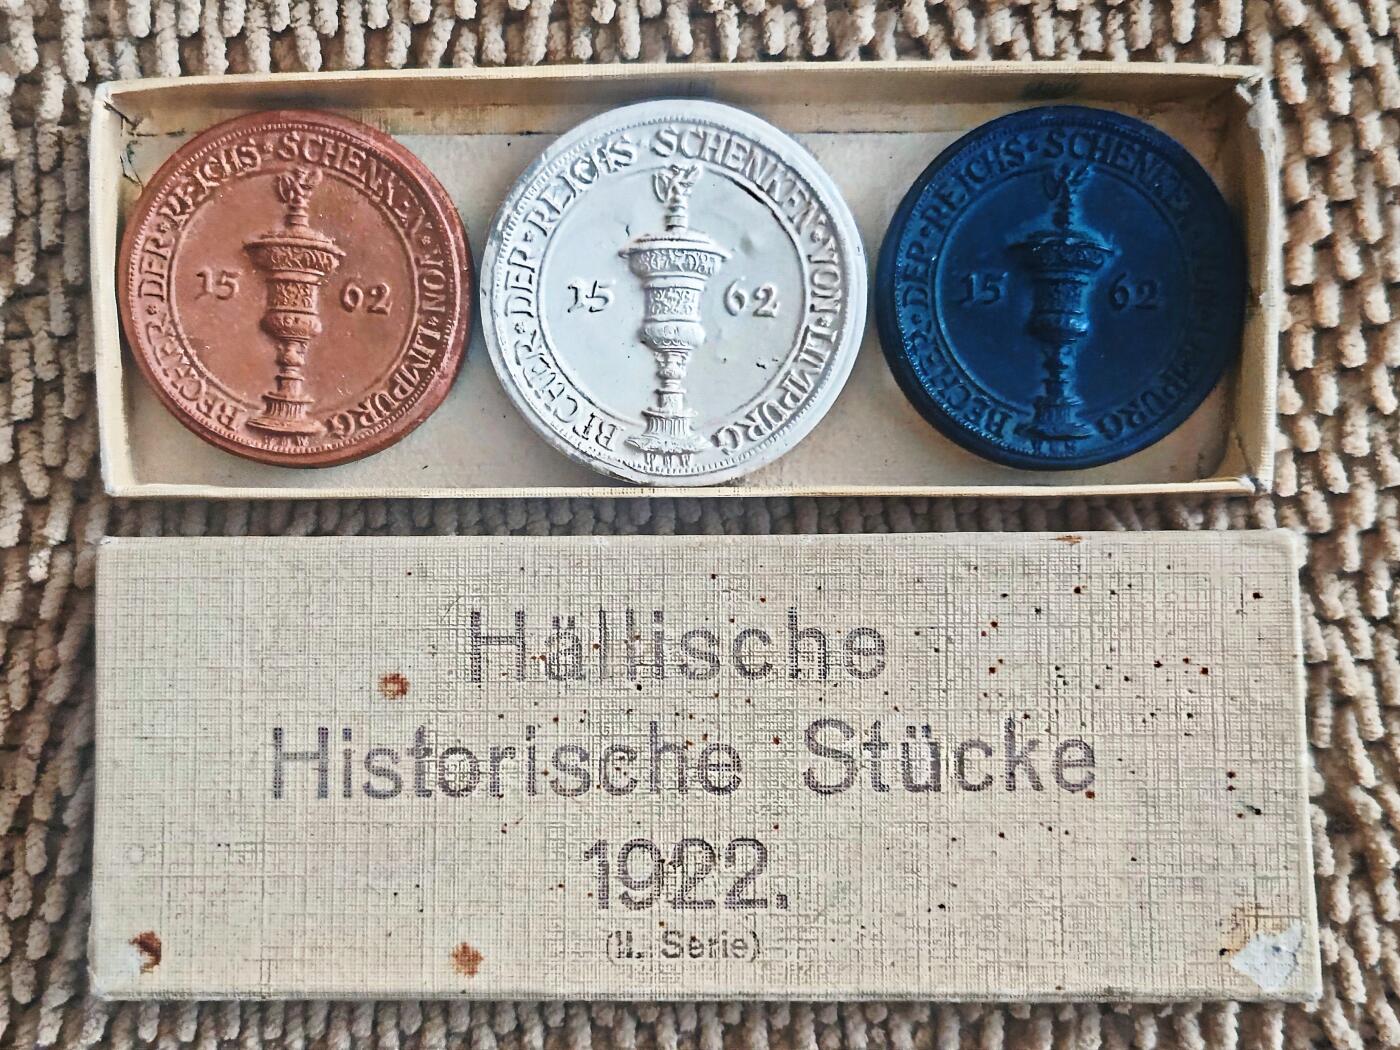 BECHER · DER · REICHS · SCHENKEN · VON · LIMPURG
15 62
BECHER · DER · REICHS · SCHENKEN · VON · LIMPURG
15 62
BECHER · DER · REICHS · SCHENKEN · VON · LIMPURG
15 62
Hällische
Historische Stücke
1922.
(II. Serie)